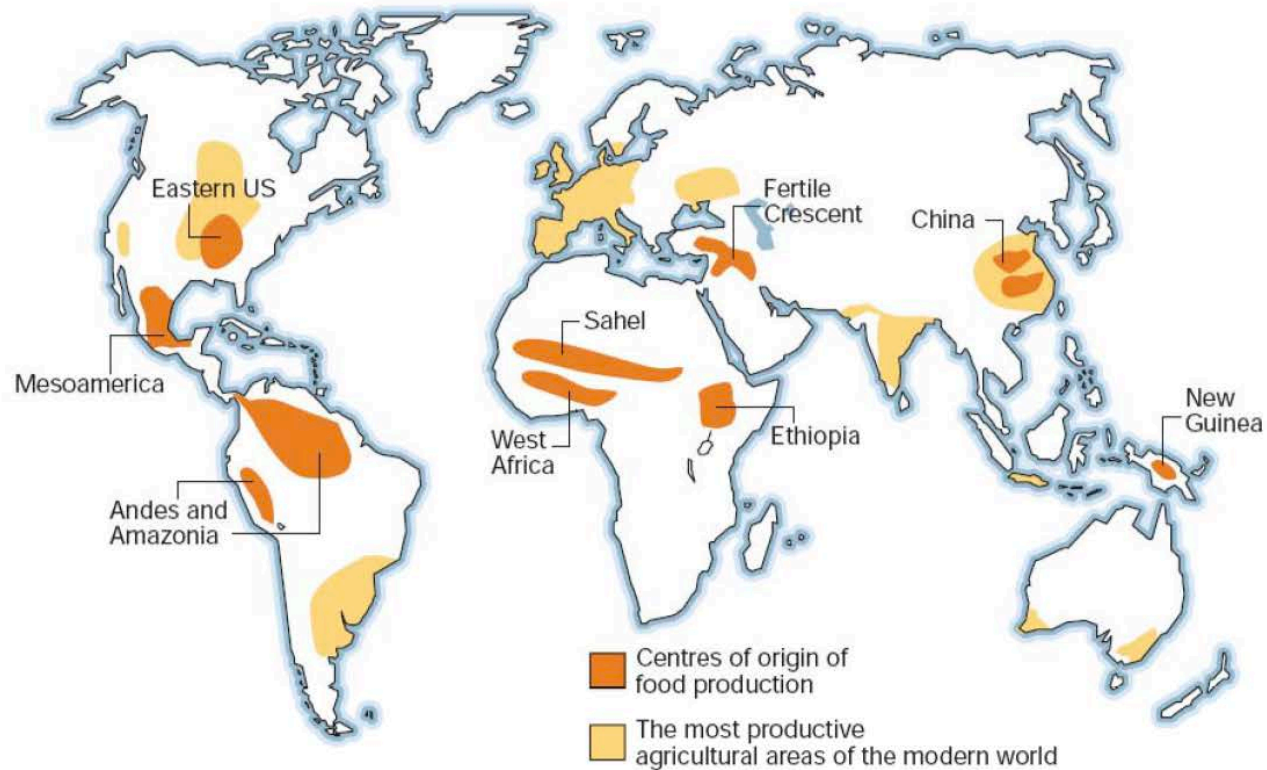 Eastern US
Fertile
Crescent
China
Sahel
Mesoamerica
New
Guinea
West
Africa
Ethiopia
Andes and
Amazonia
Centres of origin of
food production
The most productive
agricultural areas of the modern world